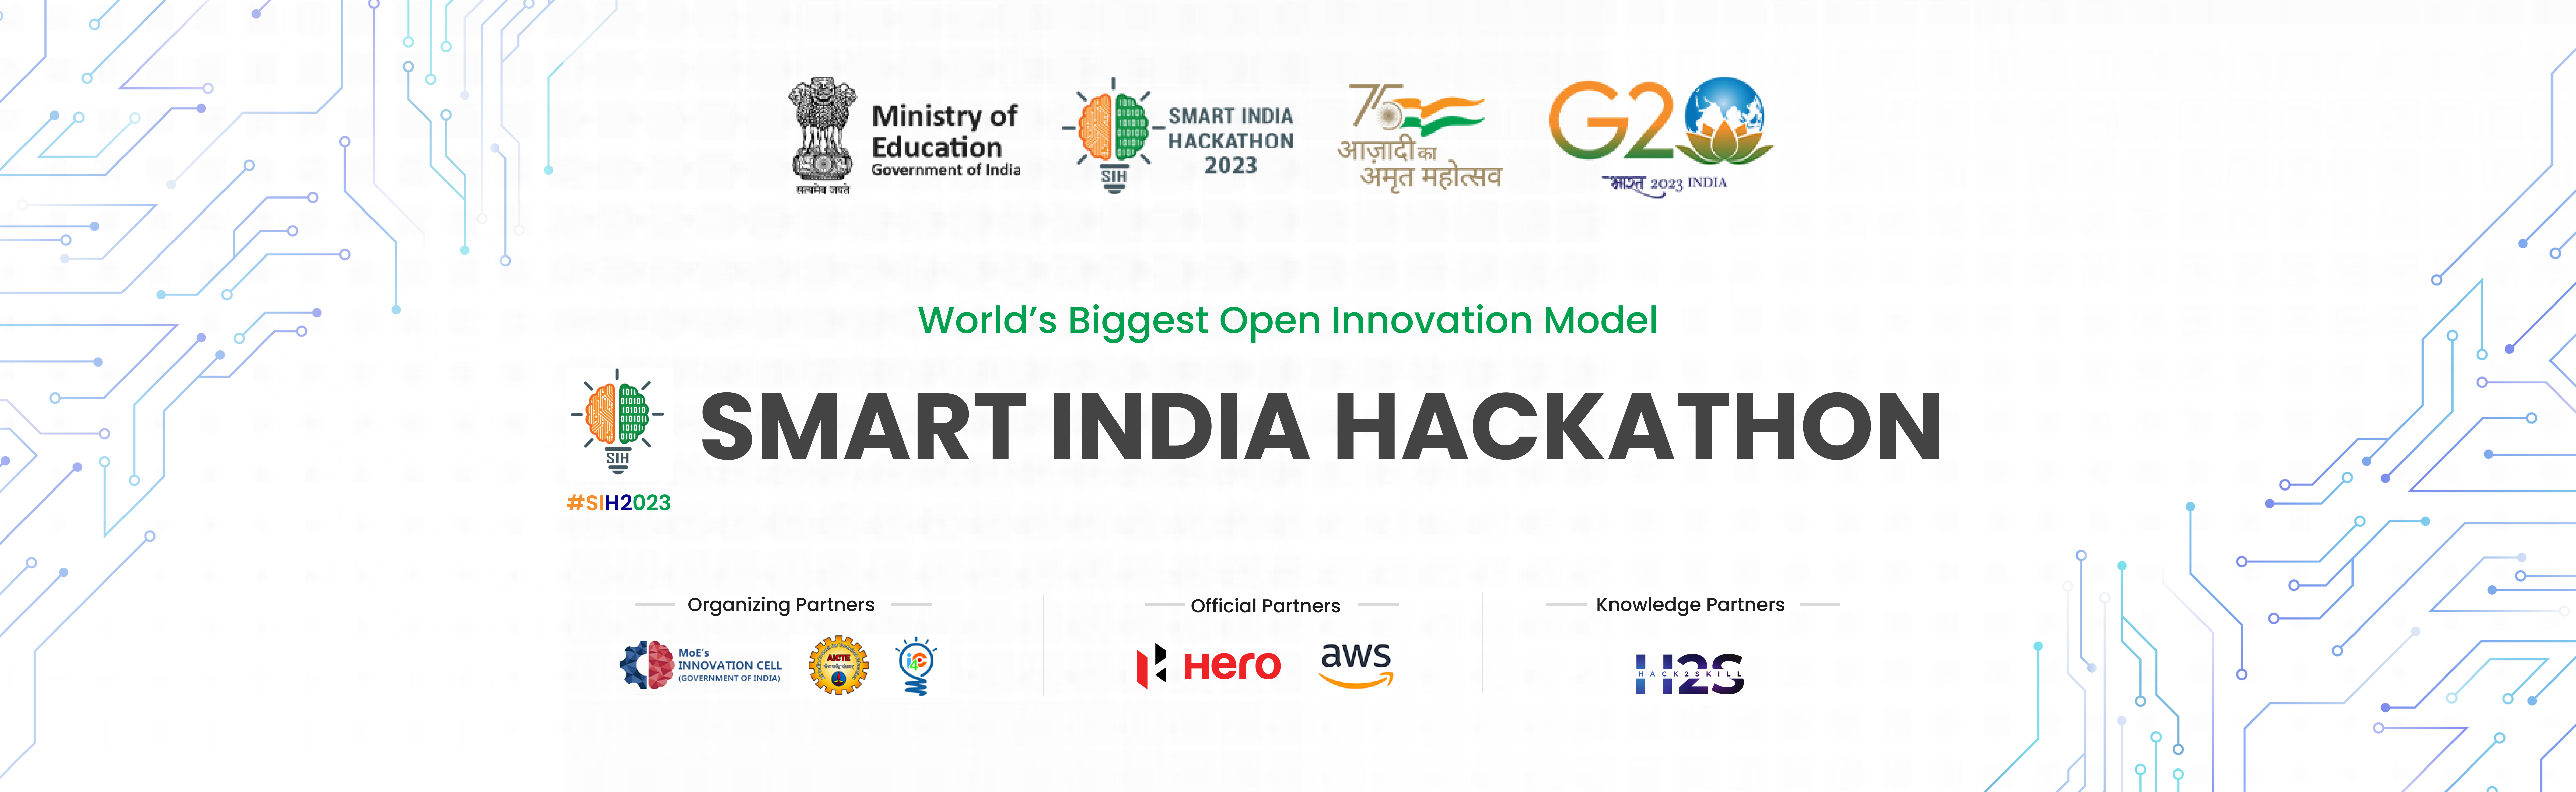 सत्यमेव जयते
Ministry of
Education
Government of India
SIH
SMART INDIA
HACKATHON
2023
75
आज़ादी का
अमृत महोत्सव
G20
भारत 2023 INDIA
World's Biggest Open Innovation Model
SIH
#SIH2023
SMART INDIA HACKATHON
Organizing Partners
MoE's
INNOVATION CELL
(GOVERNMENT OF INDIA)
AICTE
i4C
Official Partners
Hero
aws
Knowledge Partners
H2S
HACK2SKILL